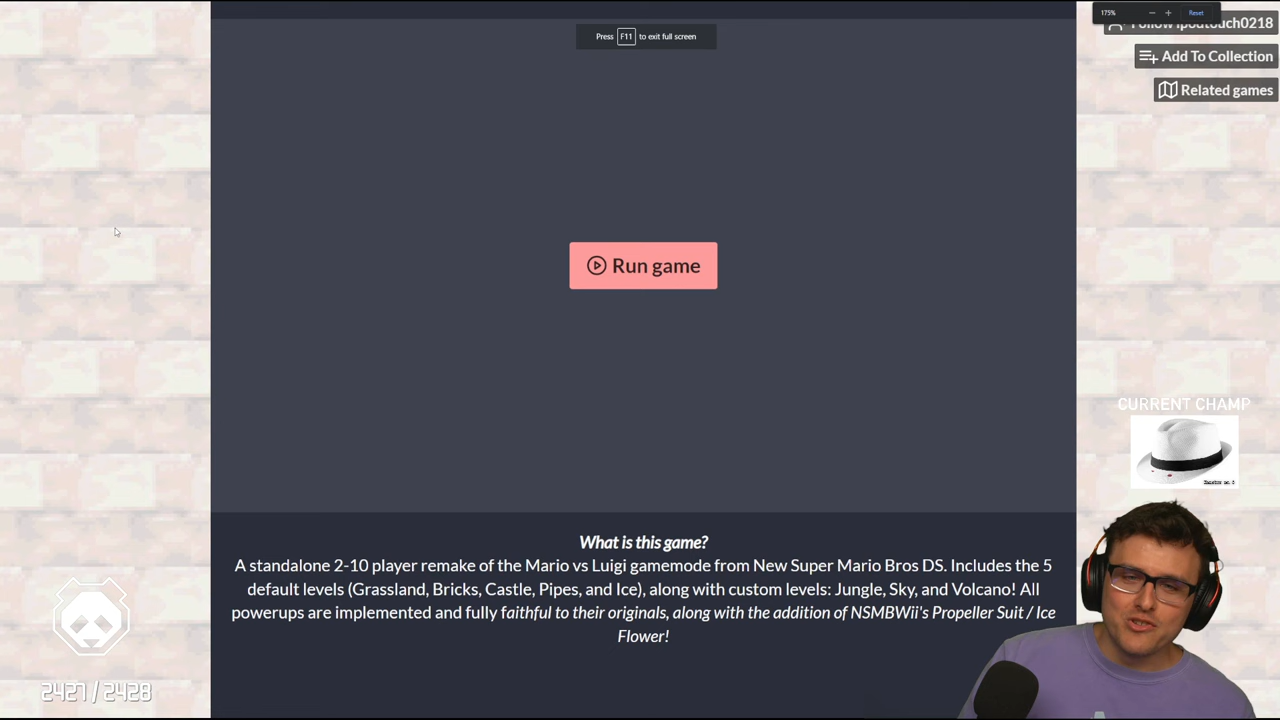 175%
Reset
Press F11 to exit full screen
Follow ipodtouch0218
Add To Collection
Related games
Run game
CURRENT CHAMP
What is this game?
A standalone 2-10 player remake of the Mario vs Luigi gamemode from New Super Mario Bros DS. Includes the 5
default levels (Grassland, Bricks, Castle, Pipes, and Ice), along with custom levels: Jungle, Sky, and Volcano! All
powerups are implemented and fully faithful to their originals, along with the addition of NSMBWii's Propeller Suit / Ice
Flower!
2427/2428